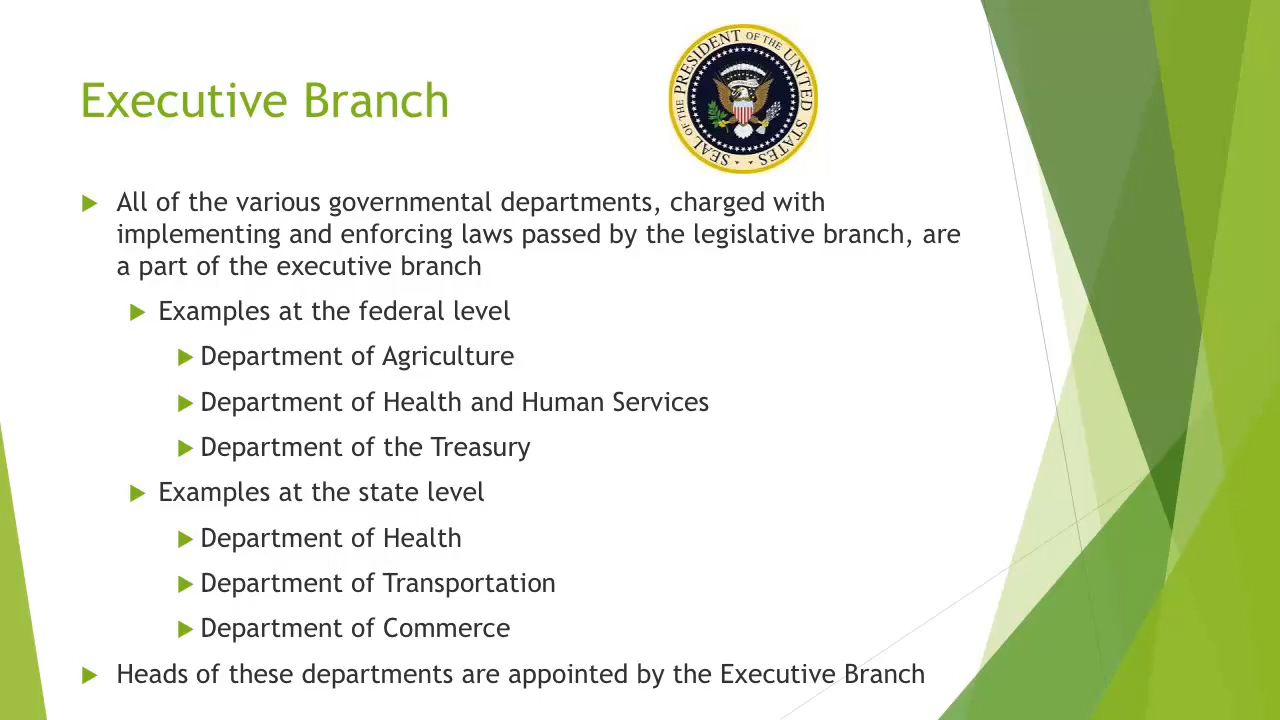 Executive Branch
SEAL OF THE PRESIDENT OF THE UNITED STATES
All of the various governmental departments, charged with
implementing and enforcing laws passed by the legislative branch, are
a part of the executive branch
Examples at the federal level
Department of Agriculture
Department of Health and Human Services
Department of the Treasury
Examples at the state level
Department of Health
Department of Transportation
Department of Commerce
Heads of these departments are appointed by the Executive Branch